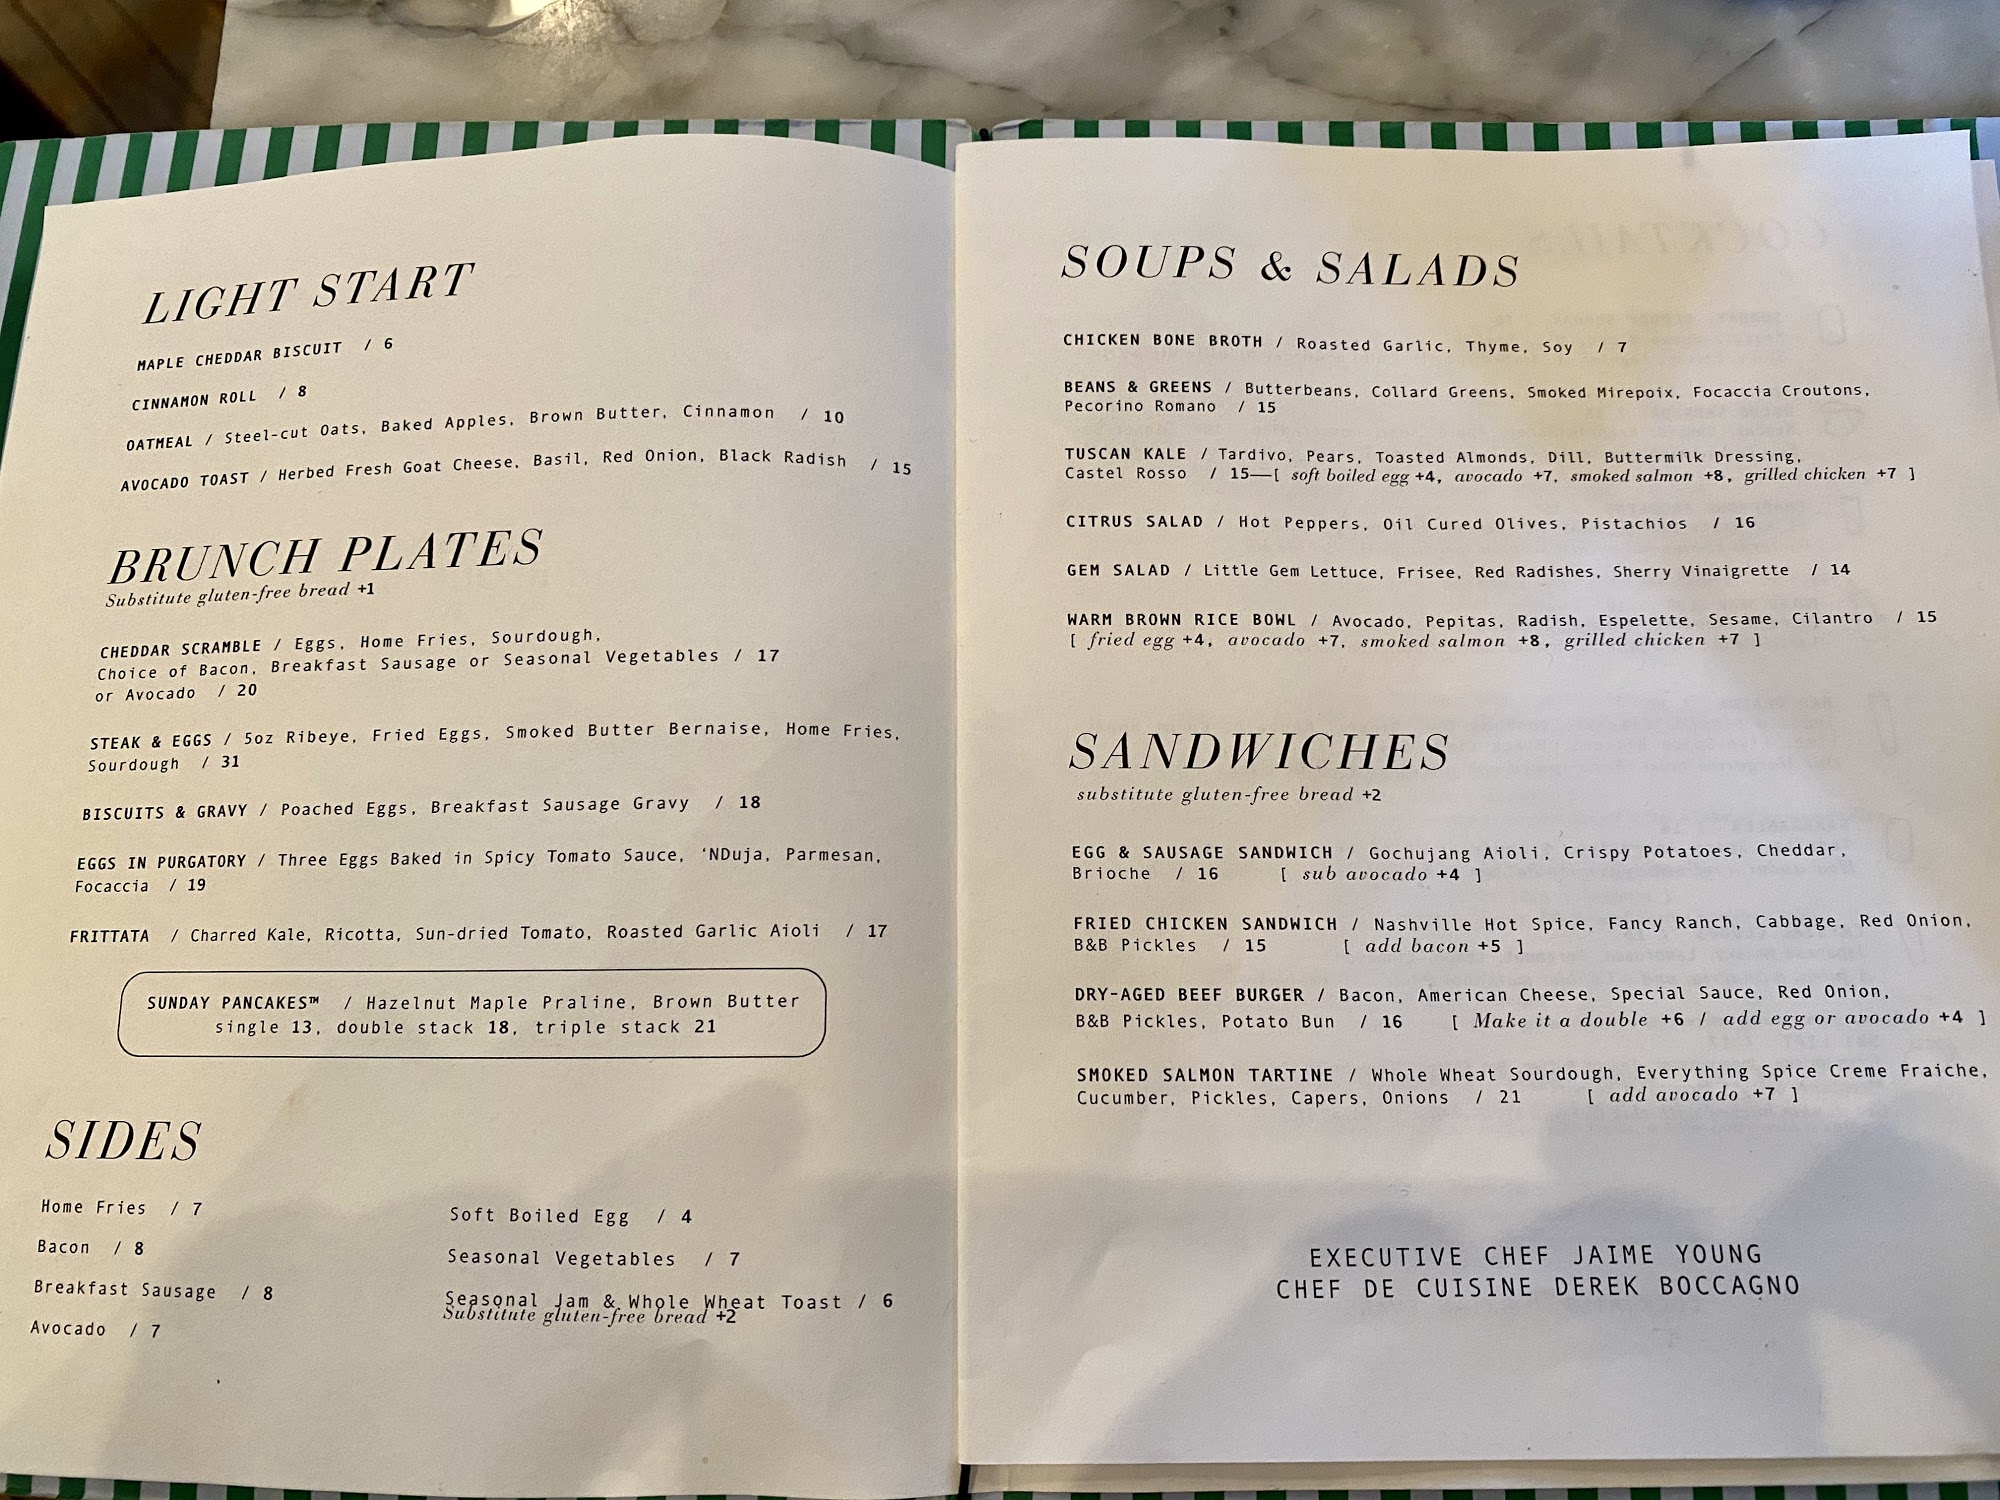 LIGHT START
MAPLE CHEDDAR BISCUIT / 6
CINNAMON ROLL / 8
OATMEAL / Steel-cut Oats, Baked Apples, Brown Butter, Cinnamon / 10
AVOCADO TOAST / Herbed Fresh Goat Cheese, Basil, Red Onion, Black Radish / 15
BRUNCH PLATES
Substitute gluten-free bread +1
CHEDDAR SCRAMBLE / Eggs, Home Fries, Sourdough,
Choice of Bacon, Breakfast Sausage or Seasonal Vegetables / 17
or Avocado / 20
STEAK & EGGS / 5oz Ribeye, Fried Eggs, Smoked Butter Bernaise, Home Fries,
Sourdough / 31
BISCUITS & GRAVY / Poached Eggs, Breakfast Sausage Gravy / 18
EGGS IN PURGATORY / Three Eggs Baked in Spicy Tomato Sauce, ‘NDuja, Parmesan,
Focaccia / 19
FRITTATA / Charred Kale, Ricotta, Sun-dried Tomato, Roasted Garlic Aioli / 17
SUNDAY PANCAKES™ / Hazelnut Maple Praline, Brown Butter
single 13, double stack 18, triple stack 21
SIDES
Home Fries / 7
Bacon / 8
Breakfast Sausage / 8
Avocado / 7
Soft Boiled Egg / 4
Seasonal Vegetables / 7
Seasonal Jam & Whole Wheat Toast / 6
Substitute gluten-free bread +2
SOUPS & SALADS
CHICKEN BONE BROTH / Roasted Garlic, Thyme, Soy / 7
BEANS & GREENS / Butterbeans, Collard Greens, Smoked Mirepoix, Focaccia Croutons,
Pecorino Romano / 15
TUSCAN KALE / Tardivo, Pears, Toasted Almonds, Dill, Buttermilk Dressing,
Castel Rosso / 15—[ soft boiled egg +4, avocado +7, smoked salmon +8, grilled chicken +7 ]
CITRUS SALAD / Hot Peppers, Oil Cured Olives, Pistachios / 16
GEM SALAD / Little Gem Lettuce, Frisee, Red Radishes, Sherry Vinaigrette / 14
WARM BROWN RICE BOWL / Avocado, Pepitas, Radish, Espelette, Sesame, Cilantro / 15
[ fried egg +4, avocado +7, smoked salmon +8, grilled chicken +7 ]
SANDWICHES
substitute gluten-free bread +2
EGG & SAUSAGE SANDWICH / Gochujang Aioli, Crispy Potatoes, Cheddar,
Brioche / 16 [ sub avocado +4 ]
FRIED CHICKEN SANDWICH / Nashville Hot Spice, Fancy Ranch, Cabbage, Red Onion,
B&B Pickles / 15 [ add bacon +5 ]
DRY-AGED BEEF BURGER / Bacon, American Cheese, Special Sauce, Red Onion,
B&B Pickles, Potato Bun / 16 [ Make it a double +6 / add egg or avocado +4 ]
SMOKED SALMON TARTINE / Whole Wheat Sourdough, Everything Spice Creme Fraiche,
Cucumber, Pickles, Capers, Onions / 21 [ add avocado +7 ]
EXECUTIVE CHEF JAIME YOUNG
CHEF DE CUISINE DEREK BOCCAGNO